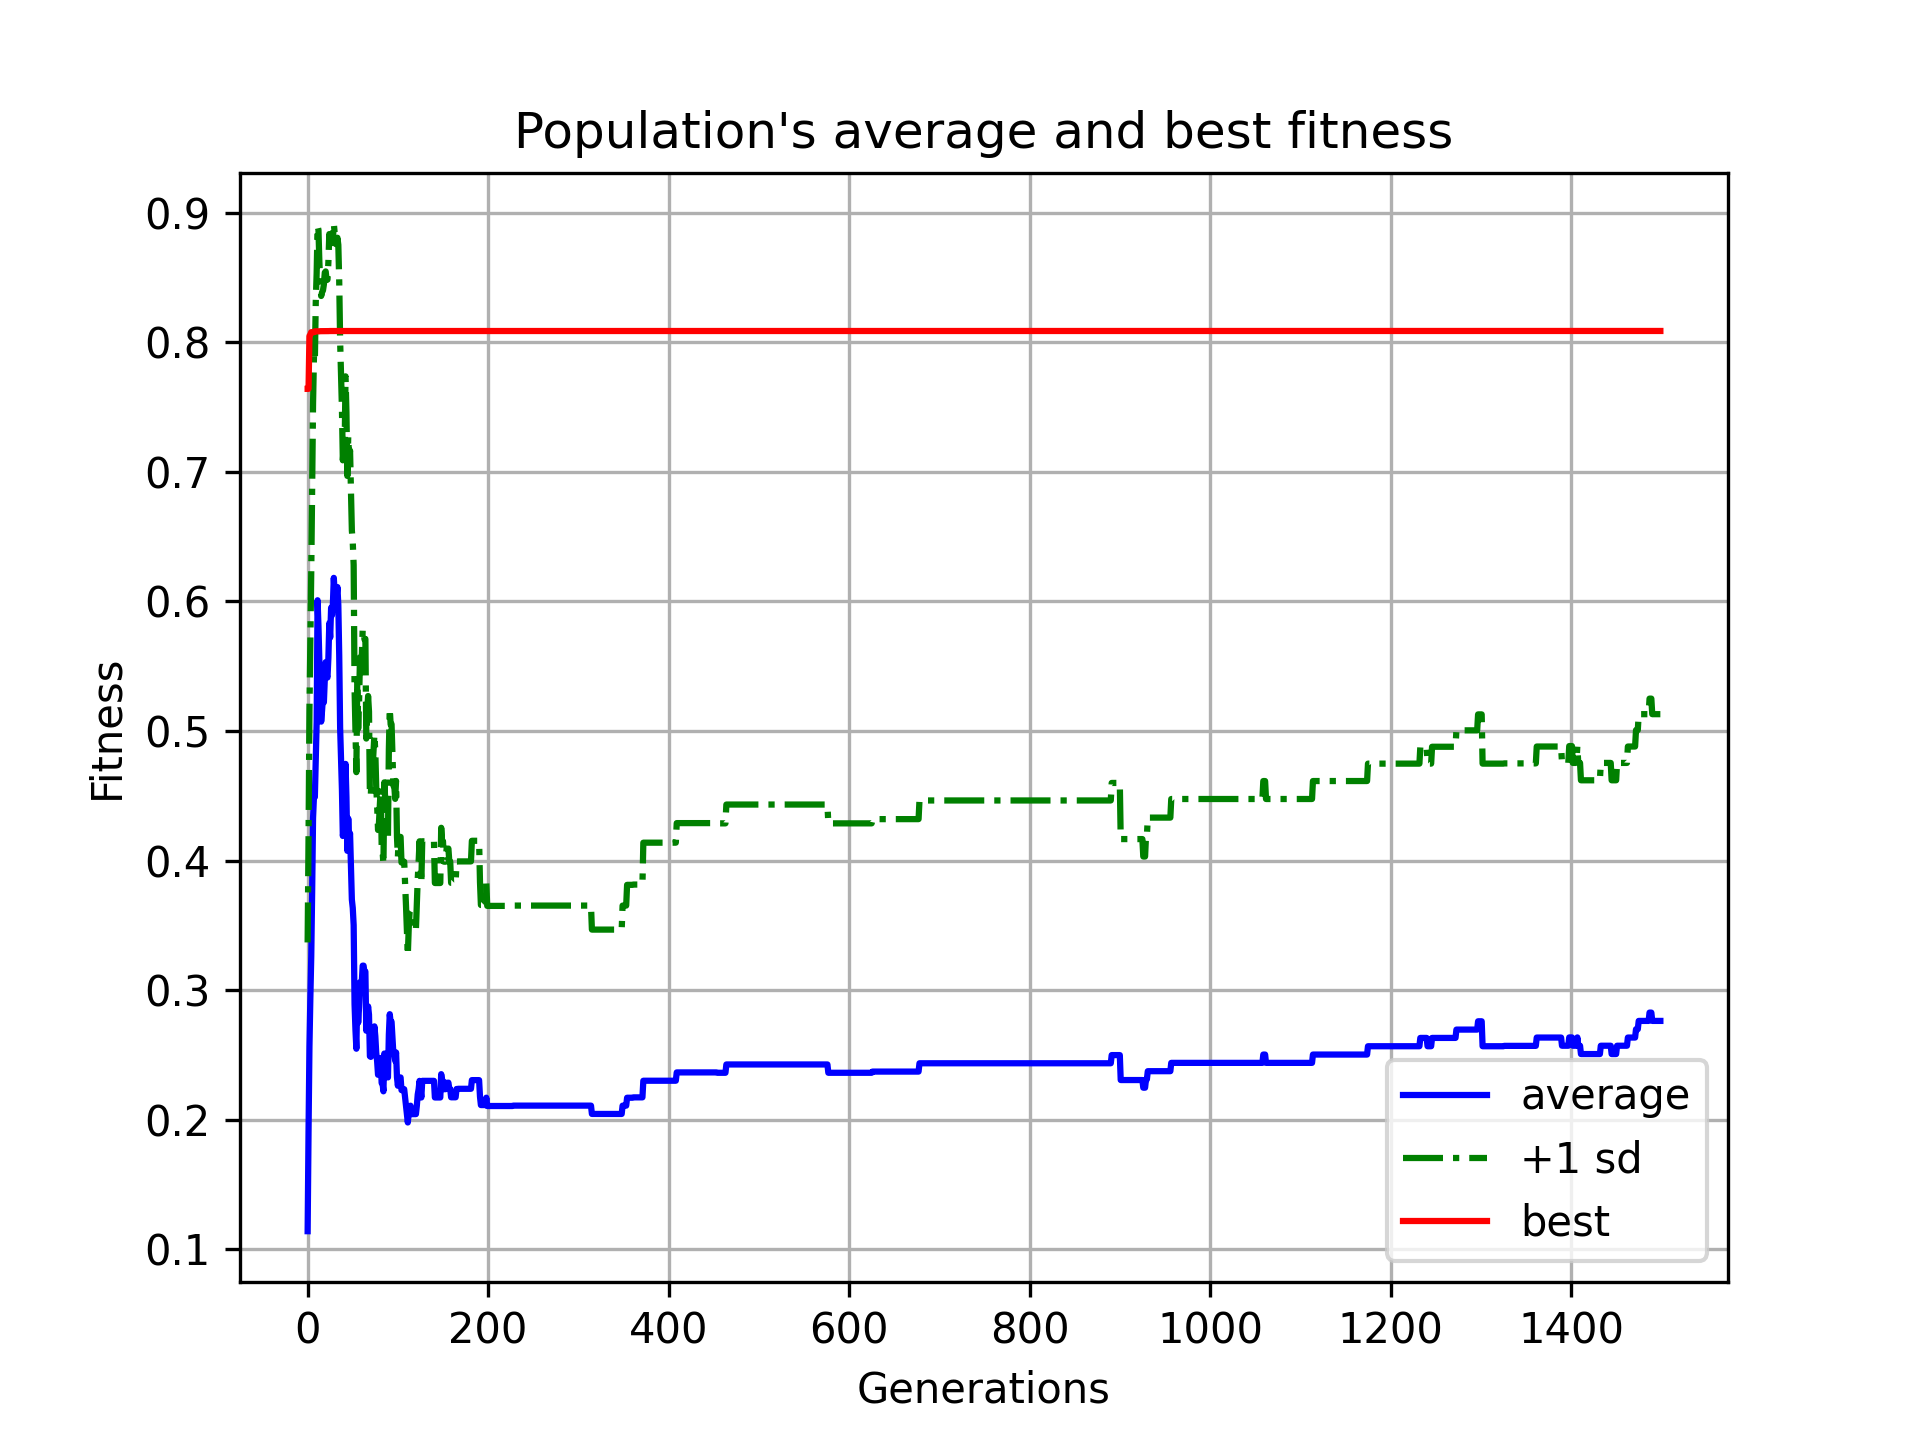 Population's average and best fitness
0.9
0.8
0.7
0.6
0.5
0.4
0.3
0.2
0.1
Fitness
average
+1 sd
best
0 200 400 600 800 1000 1200 1400
Generations